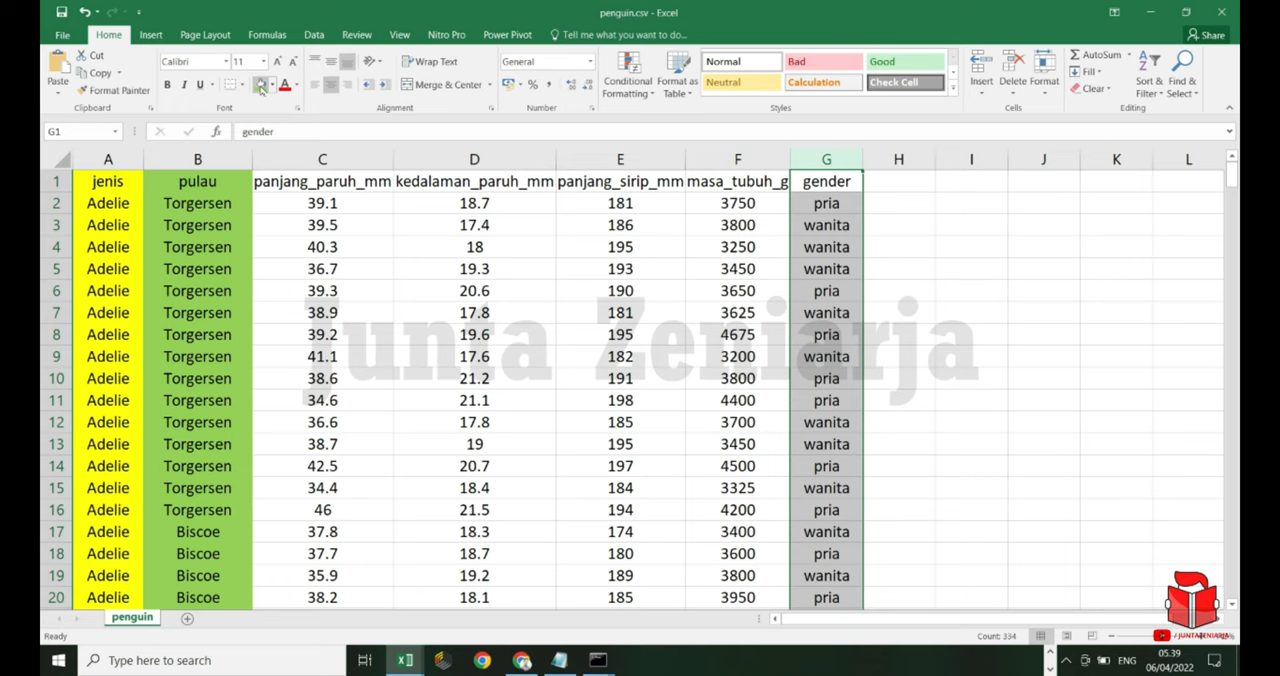 penguin.csv - Excel
File Home Insert Page Layout Formulas Data Review View Nitro Pro Power Pivot Tell me what you want to do... Share
Cut
Copy
Format Painter
Paste
Clipboard
Calibri 11
B I U
Font
Wrap Text
Merge & Center
Alignment
General
Number
Conditional Formatting
Format as Table
Normal Bad Good
Neutral Calculation Check Cell
Styles
Insert Delete Format
Cells
AutoSum
Fill
Clear
Sort & Filter
Find & Select
Editing
G1 fx gender
A B C D E F G H I J K L
1 jenis pulau panjang_paruh_mm kedalaman_paruh_mm panjang_sirip_mm masa_tubuh_g gender
2 Adelie Torgersen 39.1 18.7 181 3750 pria
3 Adelie Torgersen 39.5 17.4 186 3800 wanita
4 Adelie Torgersen 40.3 18 195 3250 wanita
5 Adelie Torgersen 36.7 19.3 193 3450 wanita
6 Adelie Torgersen 39.3 20.6 190 3650 pria
7 Adelie Torgersen 38.9 17.8 181 3625 wanita
8 Adelie Torgersen 39.2 19.6 195 4675 pria
9 Adelie Torgersen 41.1 17.6 182 3200 wanita
10 Adelie Torgersen 38.6 21.2 191 3800 pria
11 Adelie Torgersen 34.6 21.1 198 4400 pria
12 Adelie Torgersen 36.6 17.8 185 3700 wanita
13 Adelie Torgersen 38.7 19 195 3450 wanita
14 Adelie Torgersen 42.5 20.7 197 4500 pria
15 Adelie Torgersen 34.4 18.4 184 3325 wanita
16 Adelie Torgersen 46 21.5 194 4200 pria
17 Adelie Biscoe 37.8 18.3 174 3400 wanita
18 Adelie Biscoe 37.7 18.7 180 3600 pria
19 Adelie Biscoe 35.9 19.2 189 3800 wanita
20 Adelie Biscoe 38.2 18.1 185 3950 pria
Junta Zeniarja
penguin
Ready Count: 334
/JUNTAZENIARJA
Type here to search
ENG
05.39
06/04/2022